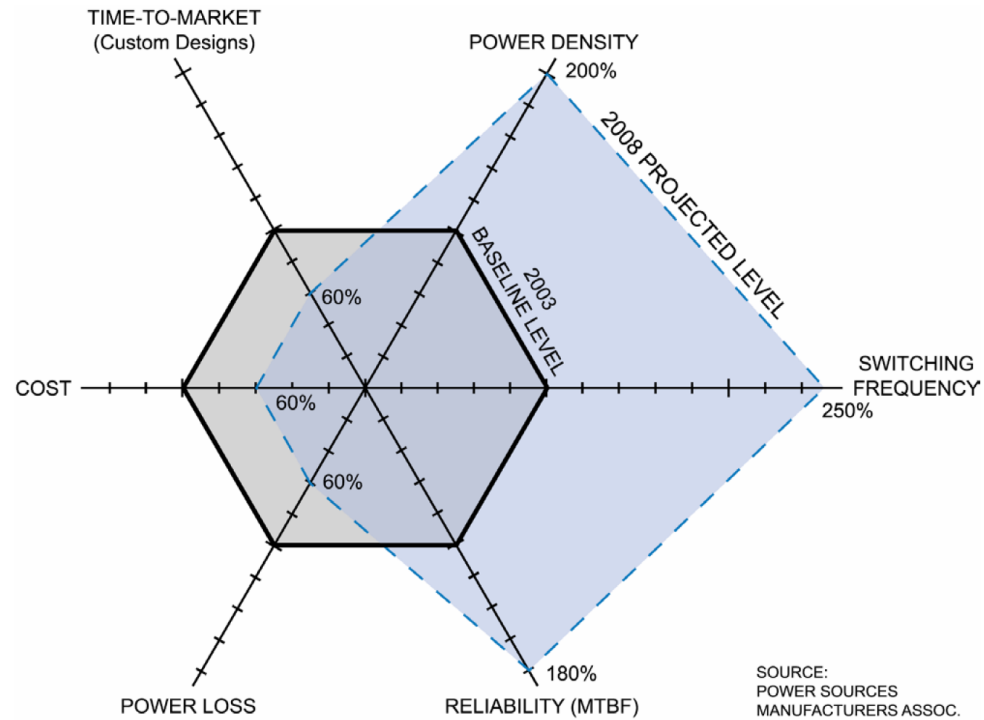 TIME-TO-MARKET
(Custom Designs)
POWER DENSITY
200%
2008 PROJECTED LEVEL
2003
BASELINE LEVEL
60%
COST
60%
SWITCHING
FREQUENCY
250%
60%
180%
POWER LOSS
RELIABILITY (MTBF)
SOURCE:
POWER SOURCES
MANUFACTURERS ASSOC.